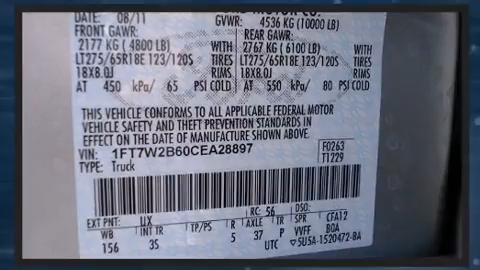 DATE: 08/11 GVWR: 4536 KG (10000 LB)
FRONT GAWR: REAR GAWR:
2177 KG ( 4800 LB) WITH 2767 KG ( 6100 LB) WITH
LT275/65R18E 123/120S TIRES LT275/65R18E 123/120S TIRES
18X8.0J RIMS 18X8.0J RIMS
AT 450 kPa/ 65 PSI COLD AT 550 kPa/ 80 PSI COLD
THIS VEHICLE CONFORMS TO ALL APPLICABLE FEDERAL MOTOR
VEHICLE SAFETY AND THEFT PREVENTION STANDARDS IN
EFFECT ON THE DATE OF MANUFACTURE SHOWN ABOVE.
VIN: 1FT7W2B60CEA28897 F0263
TYPE: Truck T1229
EXT PNT: UX RC: 56 DSO:
WB INT TR TP/PS R AXLE TR SPR CFA12
156 3S 5 37 P VVFF BOA
UTC 5U5A-1520472-BA